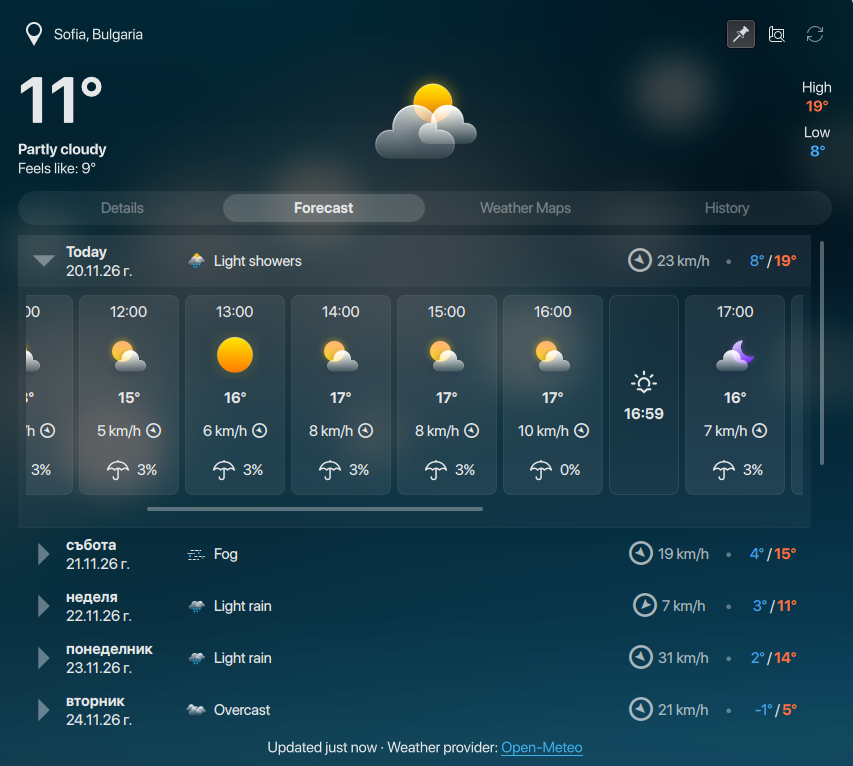 Sofia, Bulgaria
11°
Partly cloudy
Feels like: 9°
High
19°
Low
8°
Details Forecast Weather Maps History
Today
20.11.26 г.
Light showers
23 km/h • 8° / 19°
12:00 13:00 14:00 15:00 16:00 17:00
15° 16° 17° 17° 17° 16:59 16°
5 km/h 6 km/h 8 km/h 8 km/h 10 km/h 7 km/h
3% 3% 3% 3% 3% 0% 3%
събота
21.11.26 г.
Fog
19 km/h • 4° / 15°
неделя
22.11.26 г.
Light rain
7 km/h • 3° / 11°
понеделник
23.11.26 г.
Light rain
31 km/h • 2° / 14°
вторник
24.11.26 г.
Overcast
21 km/h • -1° / 5°
Updated just now · Weather provider: Open-Meteo